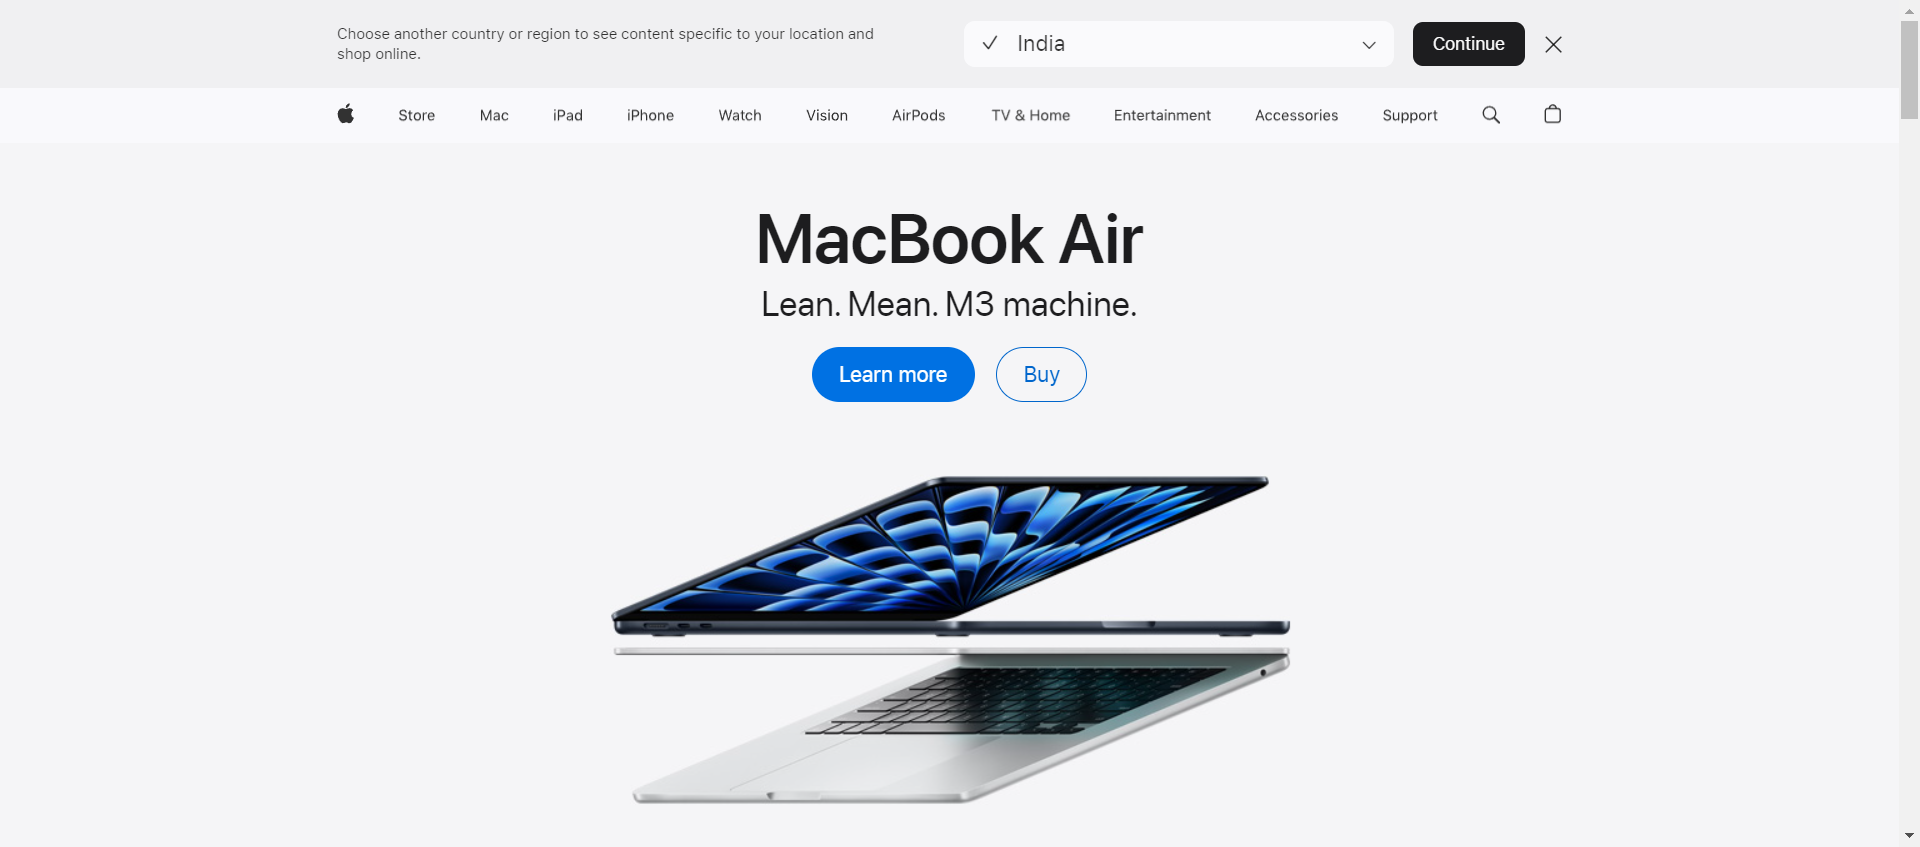 Choose another country or region to see content specific to your location and
shop online.
India
Continue
Store Mac iPad iPhone Watch Vision AirPods TV & Home Entertainment Accessories Support
MacBook Air
Lean. Mean. M3 machine.
Learn more Buy